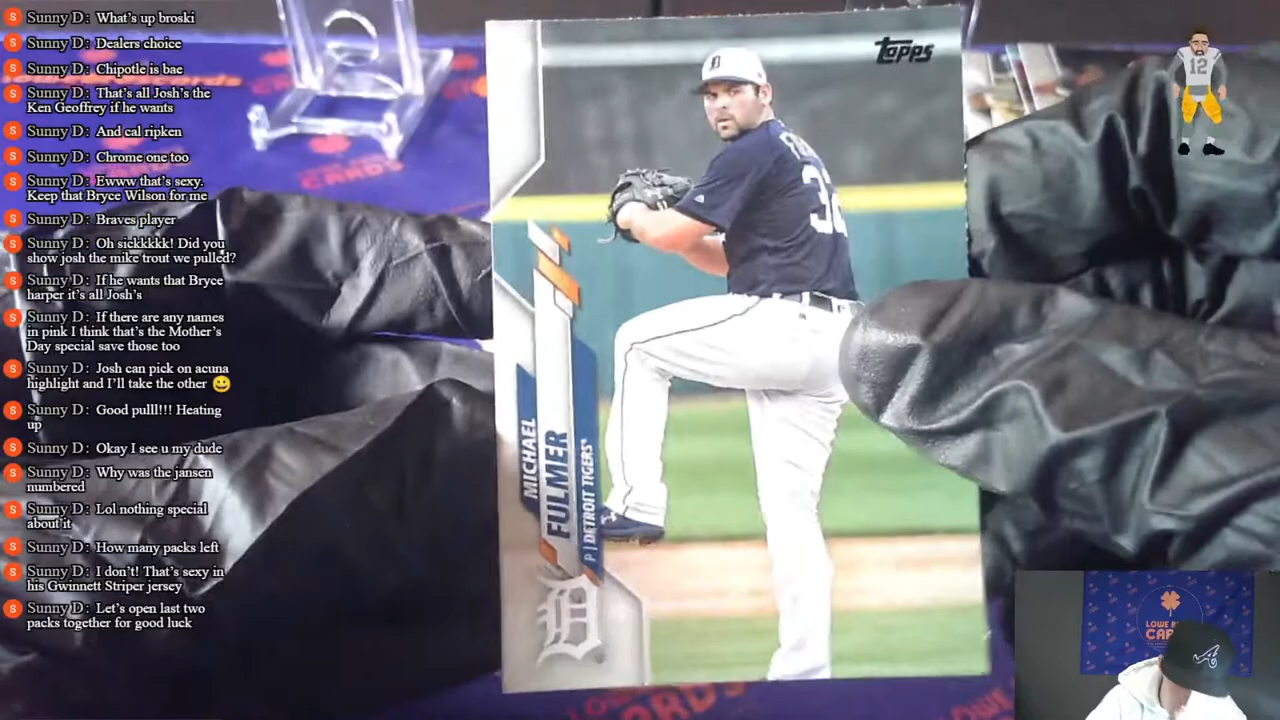 Sunny D: What's up broski
Sunny D: Dealers choice
Sunny D: Chipotle is bae
Sunny D: That's all Josh's the
Ken Geoffrey if he wants
Sunny D: And cal ripken
Sunny D: Chrome one too
Sunny D: Ewww that's sexy.
Keep that Bryce Wilson for me
Sunny D: Braves player
Sunny D: Oh sickkkkk! Did you
show josh the mike trout we pulled?
Sunny D: If he wants that Bryce
harper it's all Josh's
Sunny D: If there are any names
in pink I think that's the Mother's
Day special save those too
Sunny D: Josh can pick on acuna
highlight and I'll take the other 😀
Sunny D: Good pulll!!! Heating
up
Sunny D: Okay I see u my dude
Sunny D: Why was the jansen
numbered
Sunny D: Lol nothing special
about it
Sunny D: How many packs left
Sunny D: I don't! That's sexy in
his Gwinnett Striper jersey
Sunny D: Let's open last two
packs together for good luck
topps
D
32
MICHAEL
FULMER
P | DETROIT TIGERS
D
12
CARDS